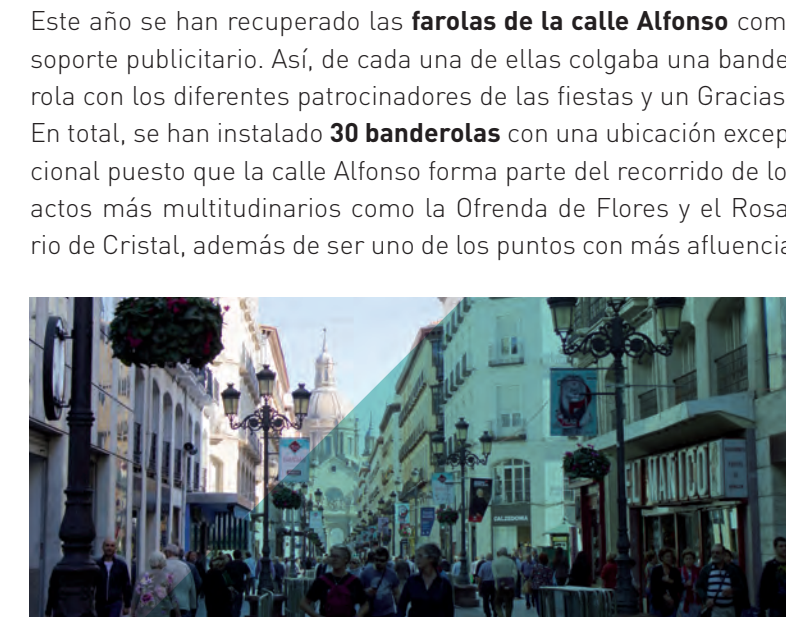 Este año se han recuperado las farolas de la calle Alfonso com
soporte publicitario. Así, de cada una de ellas colgaba una bande
rola con los diferentes patrocinadores de las fiestas y un Gracias
En total, se han instalado 30 banderolas con una ubicación excep
cional puesto que la calle Alfonso forma parte del recorrido de lo
actos más multitudinarios como la Ofrenda de Flores y el Rosa
rio de Cristal, además de ser uno de los puntos con más afluencia
CALZEDONIA
EL MAÑICO